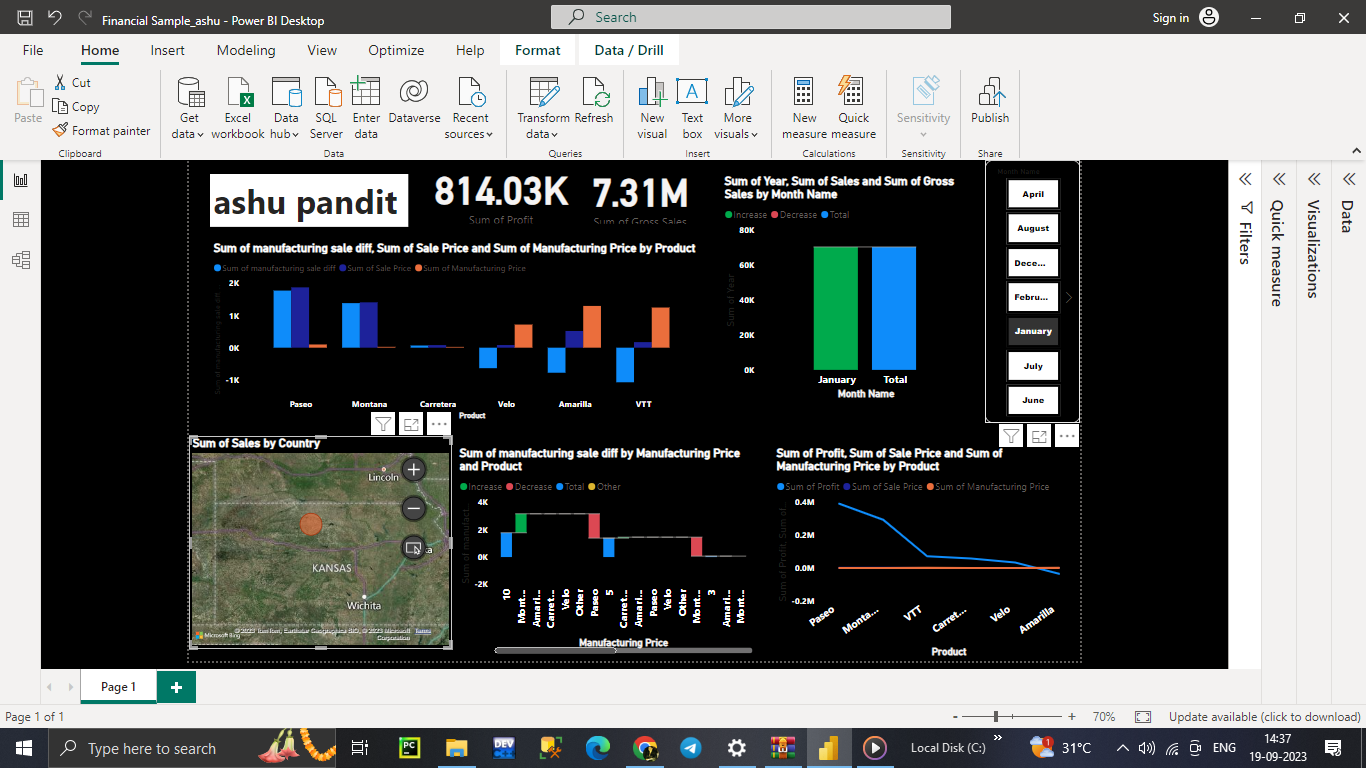 Financial Sample_ashu - Power BI Desktop
Search
Sign in
File Home Insert Modeling View Optimize Help Format Data / Drill
Paste
Cut
Copy
Format painter
Get data
Excel workbook
Data hub
SQL Server
Enter data
Dataverse
Recent sources
Transform data
Refresh
New visual
Text box
More visuals
New measure
Quick measure
Sensitivity
Publish
Clipboard Data Queries Insert Calculations Sensitivity Share
ashu pandit
814.03K
Sum of Profit
7.31M
Sum of Gross Sales
Sum of Year, Sum of Sales and Sum of Gross
Sales by Month Name
Increase Decrease Total
80K
60K
40K
20K
0K
Sum of Year
January Total
Month Name
Month Name
April
August
Dece...
Febru...
January
July
June
Filters
Quick measure
Visualizations
Data
Sum of manufacturing sale diff, Sum of Sale Price and Sum of Manufacturing Price by Product
Sum of manufacturing sale diff Sum of Sale Price Sum of Manufacturing Price
2K
1K
0K
-1K
Sum of manufacturing sale diff
Paseo Montana Carretera Velo Amarilla VTT
Product
Sum of Sales by Country
Lincoln
KANSAS
Wichita
Microsoft Bing
© 2023 TomTom, Earthstar Geographics SIO, © 2023 Microsoft Corporation Terms
Sum of manufacturing sale diff by Manufacturing Price
and Product
Increase Decrease Total Other
4K
2K
0K
-2K
Sum of manufact...
10 Mont... Amari... Carret... Velo Other Paseo 5 Carret... Amari... Paseo Velo Other Mont... 3 Amari... Mont...
Manufacturing Price
Sum of Profit, Sum of Sale Price and Sum of
Manufacturing Price by Product
Sum of Profit Sum of Sale Price Sum of Manufacturing Price
0.4M
0.2M
0.0M
-0.2M
Sum of Profit, Sum of...
Paseo Monta... VTT Carret... Velo Amarilla
Product
Page 1
Page 1 of 1
70%
Update available (click to download)
Type here to search
PC
DEV
Local Disk (C:)
1
31°C
ENG
14:37
19-09-2023
3